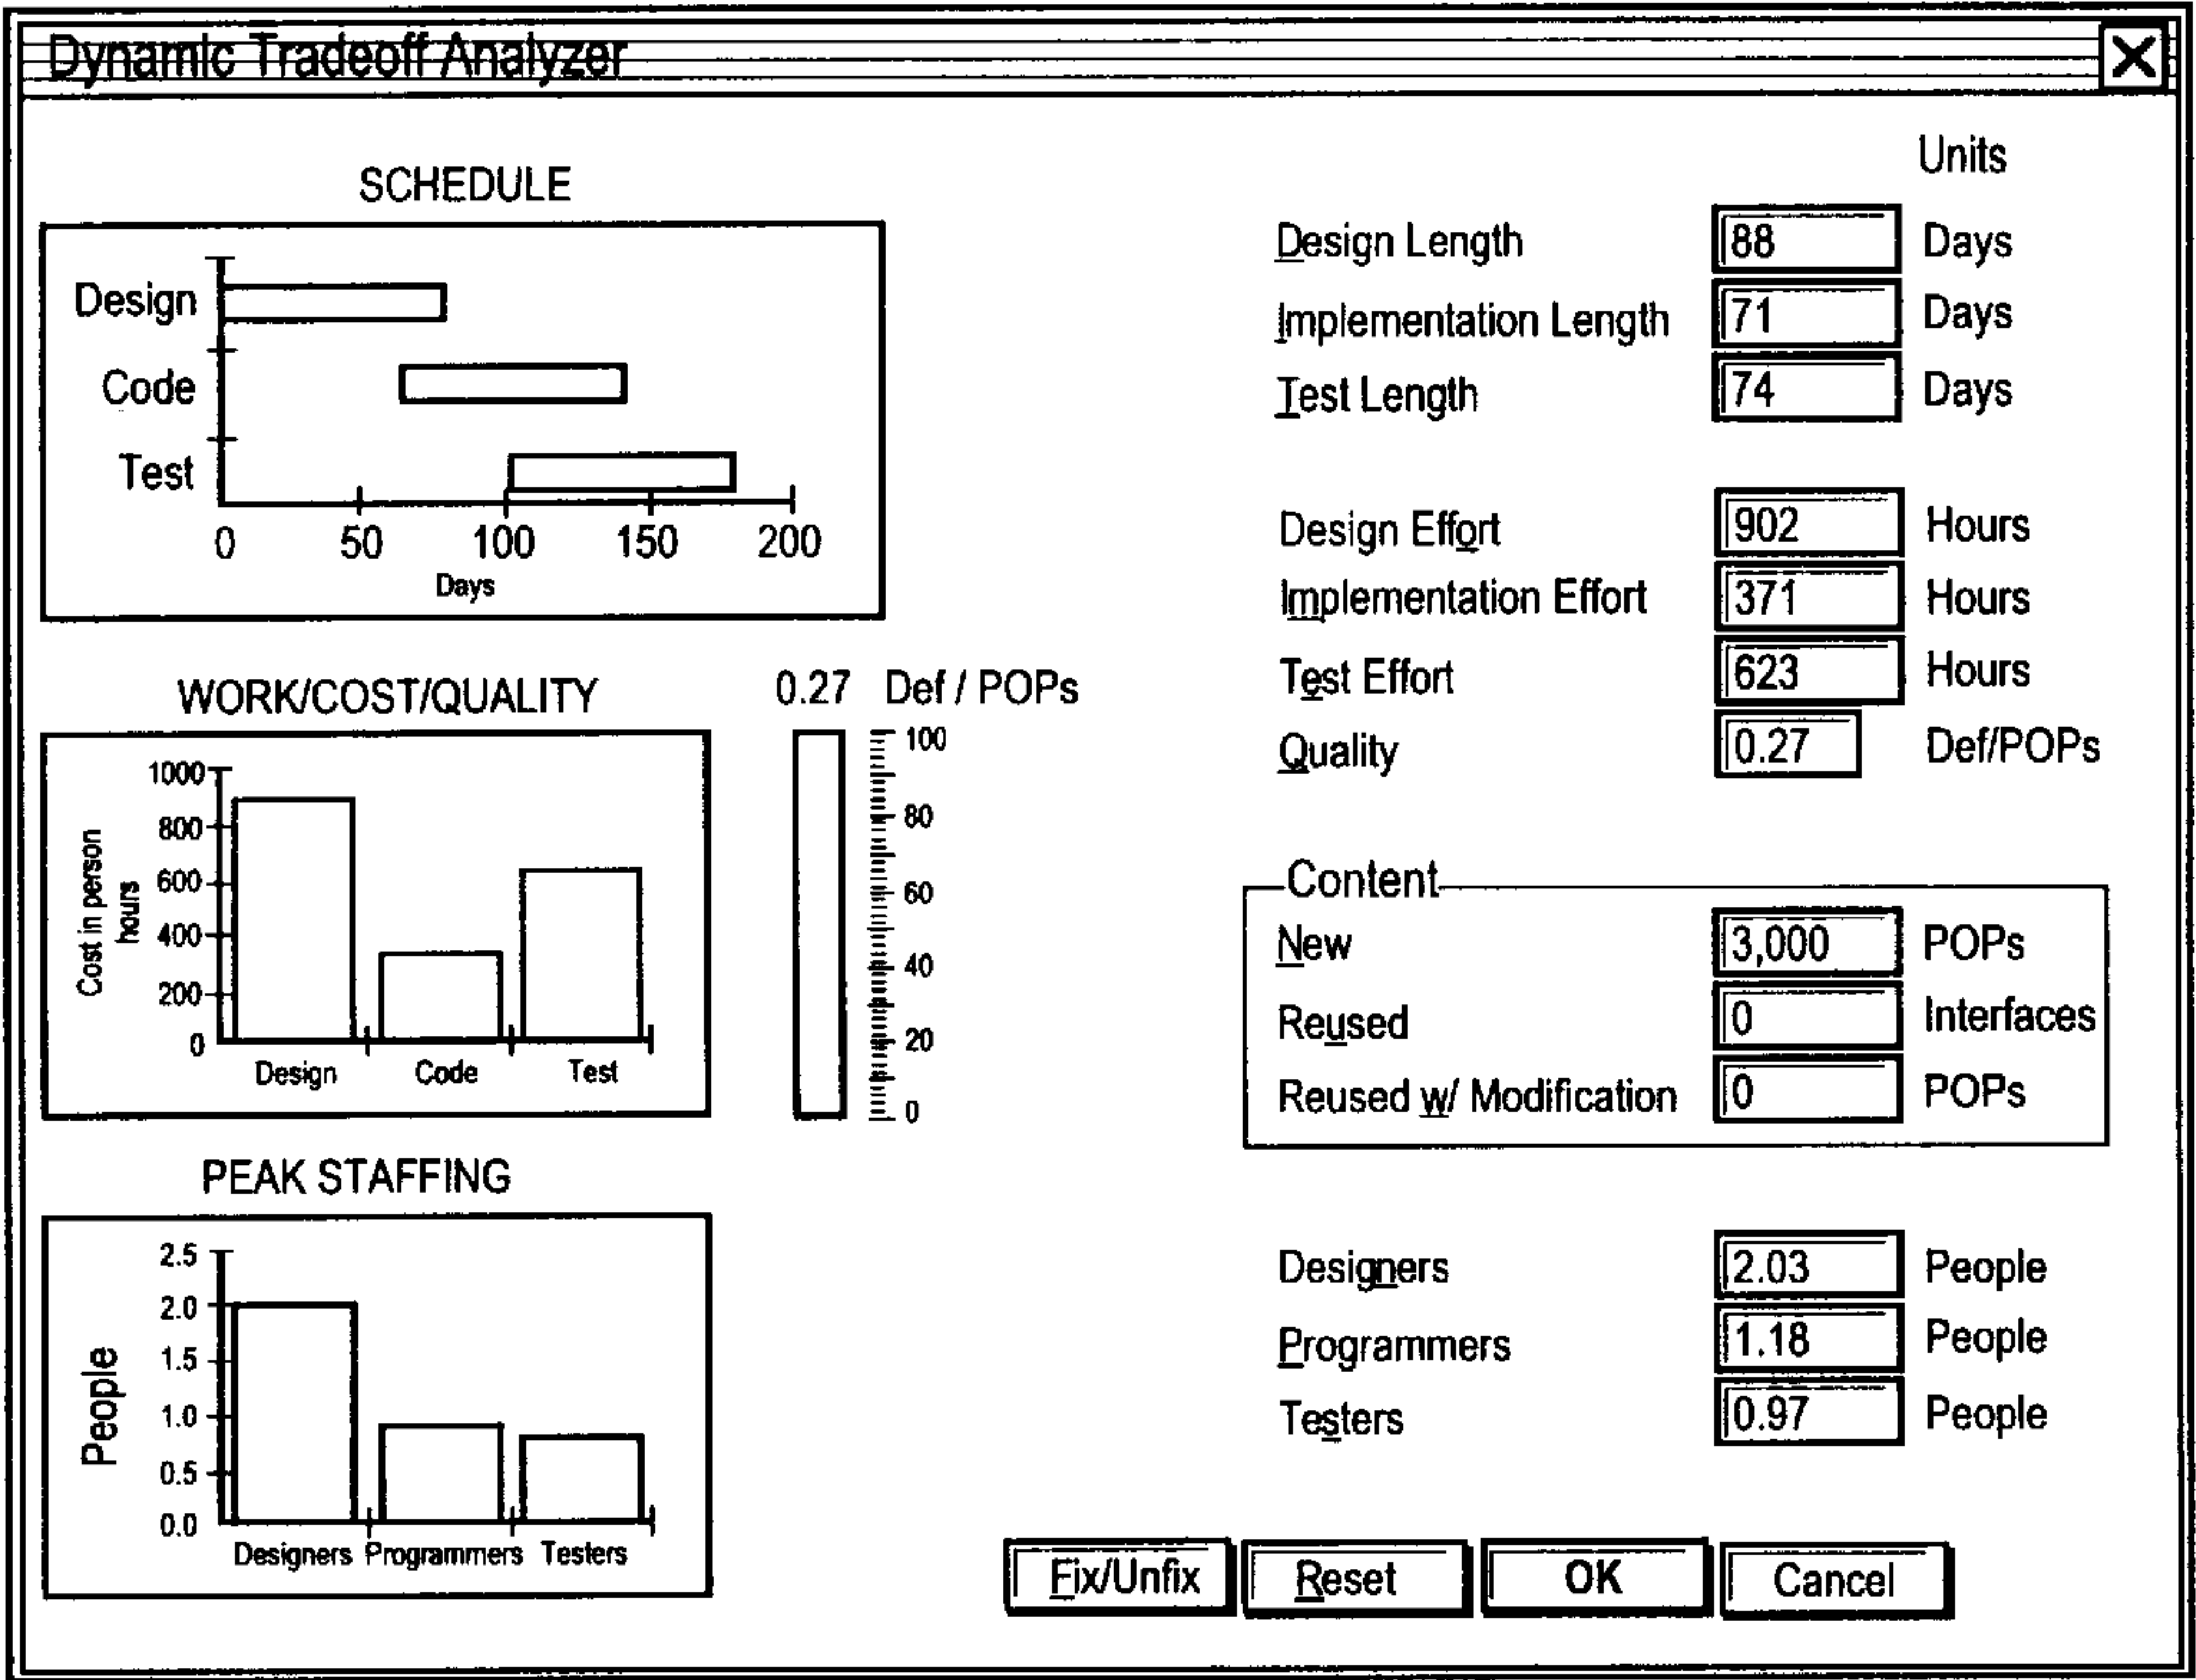 Dynamic Tradeoff Analyzer
SCHEDULE
Design
Code
Test
0 50 100 150 200
Days
WORK/COST/QUALITY
1000
800
600
400
200
0
Cost in person
hours
Design Code Test
0.27 Def / POPs
100
80
60
40
20
0
PEAK STAFFING
2.5
2.0
1.5
1.0
0.5
0.0
People
Designers Programmers Testers
Units
Design Length 88 Days
Implementation Length 71 Days
Test Length 74 Days
Design Effort 902 Hours
Implementation Effort 371 Hours
Test Effort 623 Hours
Quality 0.27 Def/POPs
Content
New 3,000 POPs
Reused 0 Interfaces
Reused w/ Modification 0 POPs
Designers 2.03 People
Programmers 1.18 People
Testers 0.97 People
Fix/Unfix Reset OK Cancel